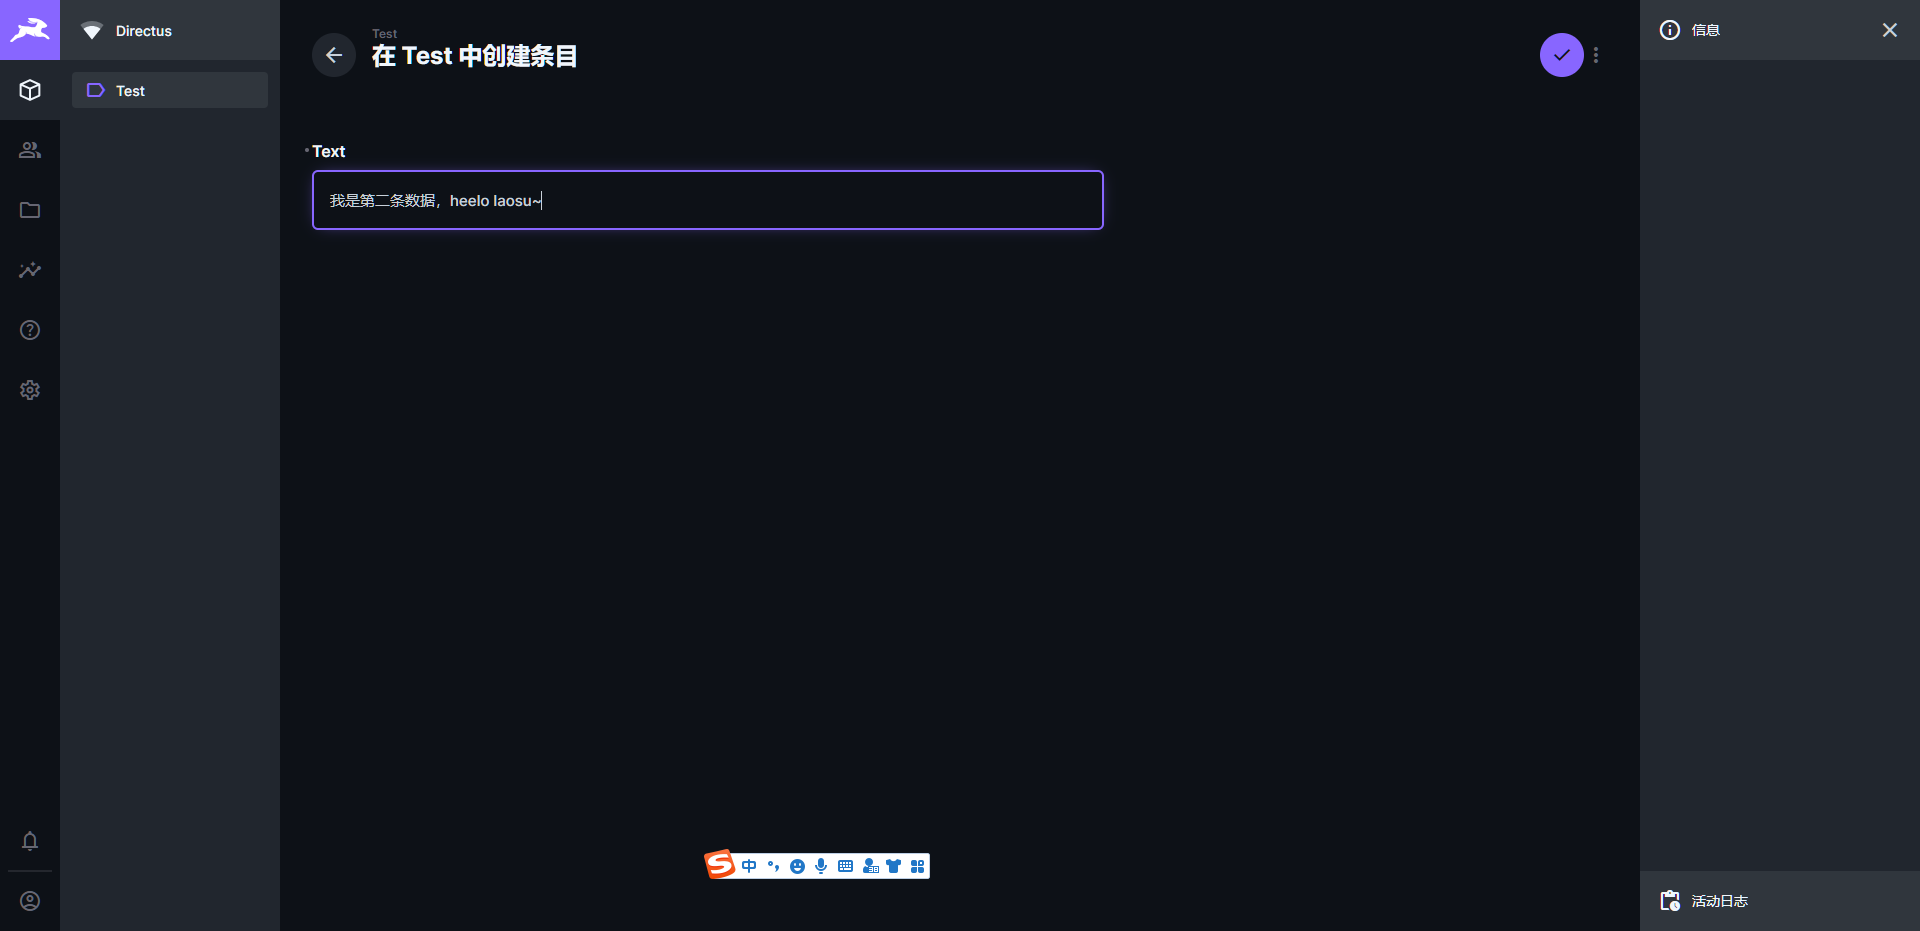 Directus
Test
Test
在 Test 中创建条目
Text
我是第二条数据，heelo laosu~
信息
活动日志
中